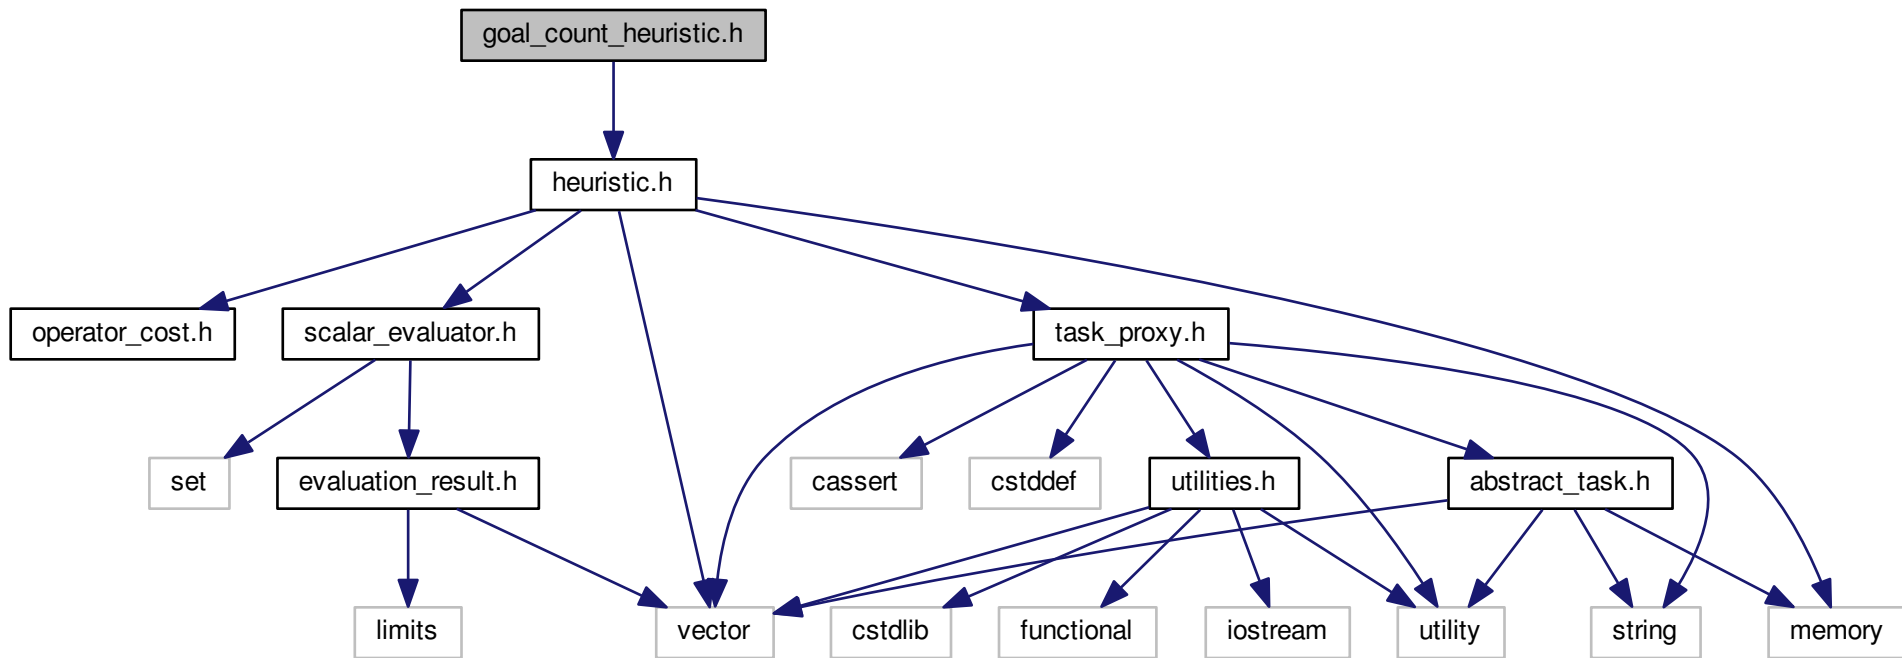 goal_count_heuristic.h
heuristic.h
operator_cost.h
scalar_evaluator.h
task_proxy.h
set
evaluation_result.h
cassert
cstddef
utilities.h
abstract_task.h
limits
vector
cstdlib
functional
iostream
utility
string
memory